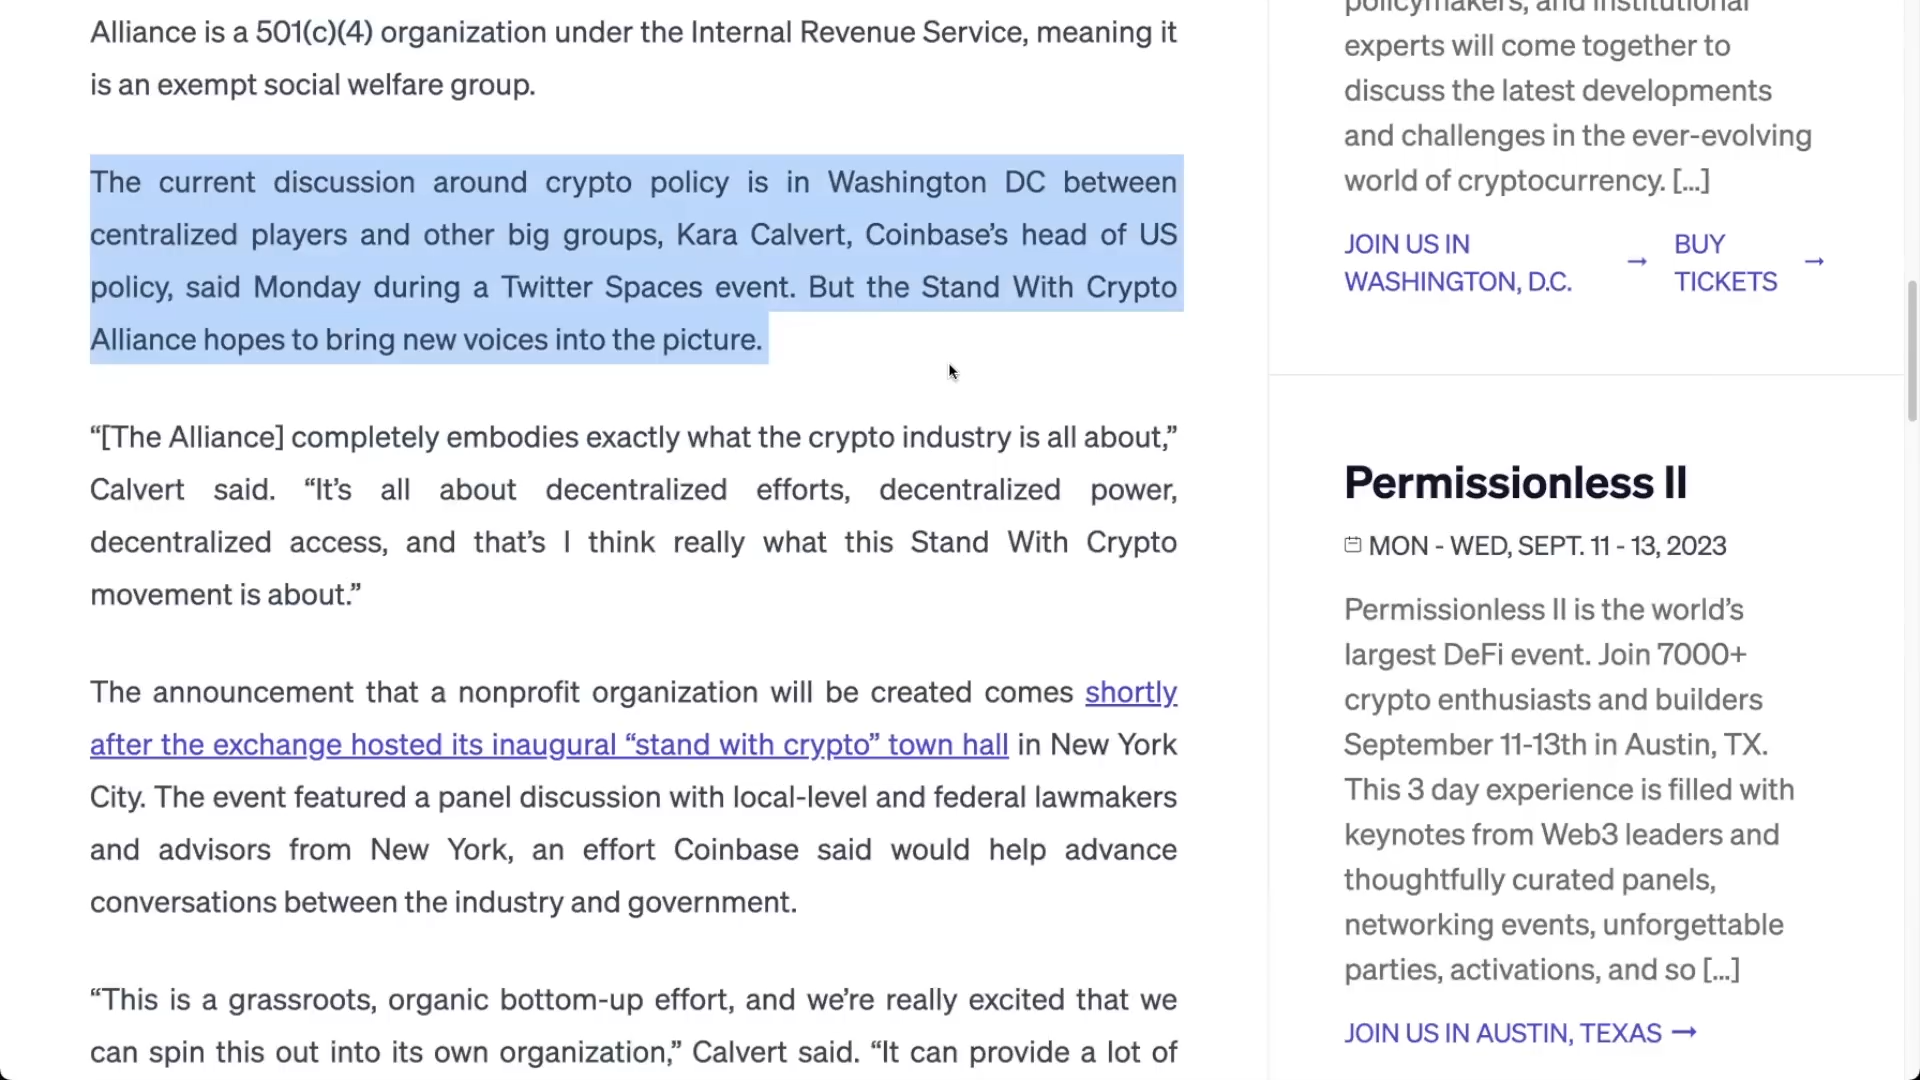 Alliance is a 501(c)(4) organization under the Internal Revenue Service, meaning it
is an exempt social welfare group.
The current discussion around crypto policy is in Washington DC between
centralized players and other big groups, Kara Calvert, Coinbase’s head of US
policy, said Monday during a Twitter Spaces event. But the Stand With Crypto
Alliance hopes to bring new voices into the picture.
“[The Alliance] completely embodies exactly what the crypto industry is all about,”
Calvert said. “It’s all about decentralized efforts, decentralized power,
decentralized access, and that’s I think really what this Stand With Crypto
movement is about.”
The announcement that a nonprofit organization will be created comes shortly
after the exchange hosted its inaugural “stand with crypto” town hall in New York
City. The event featured a panel discussion with local-level and federal lawmakers
and advisors from New York, an effort Coinbase said would help advance
conversations between the industry and government.
“This is a grassroots, organic bottom-up effort, and we’re really excited that we
can spin this out into its own organization,” Calvert said. “It can provide a lot of
policymakers, and institutional
experts will come together to
discuss the latest developments
and challenges in the ever-evolving
world of cryptocurrency. [...]
JOIN US IN
WASHINGTON, D.C. →
BUY
TICKETS →
Permissionless II
MON - WED, SEPT. 11 - 13, 2023
Permissionless II is the world’s
largest DeFi event. Join 7000+
crypto enthusiasts and builders
September 11-13th in Austin, TX.
This 3 day experience is filled with
keynotes from Web3 leaders and
thoughtfully curated panels,
networking events, unforgettable
parties, activations, and so [...]
JOIN US IN AUSTIN, TEXAS →